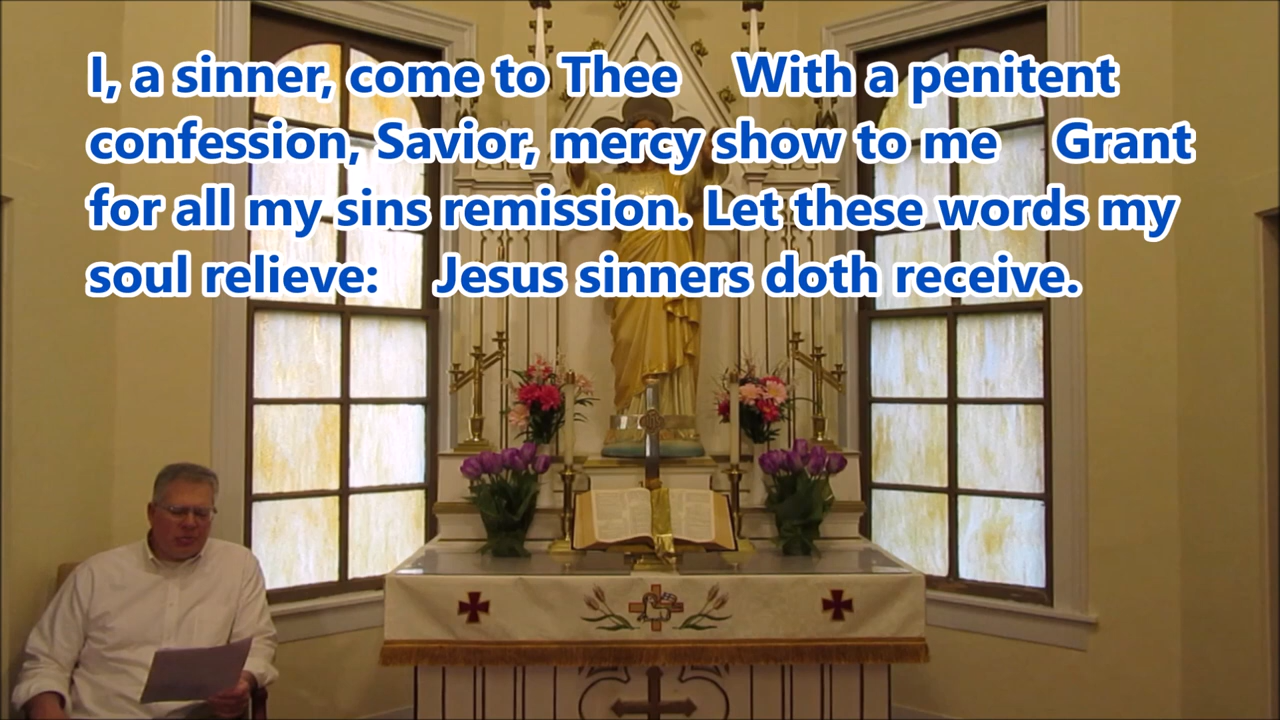 I, a sinner, come to Thee With a penitent
confession, Savior, mercy show to me Grant
for all my sins remission. Let these words my
soul relieve: Jesus sinners doth receive.